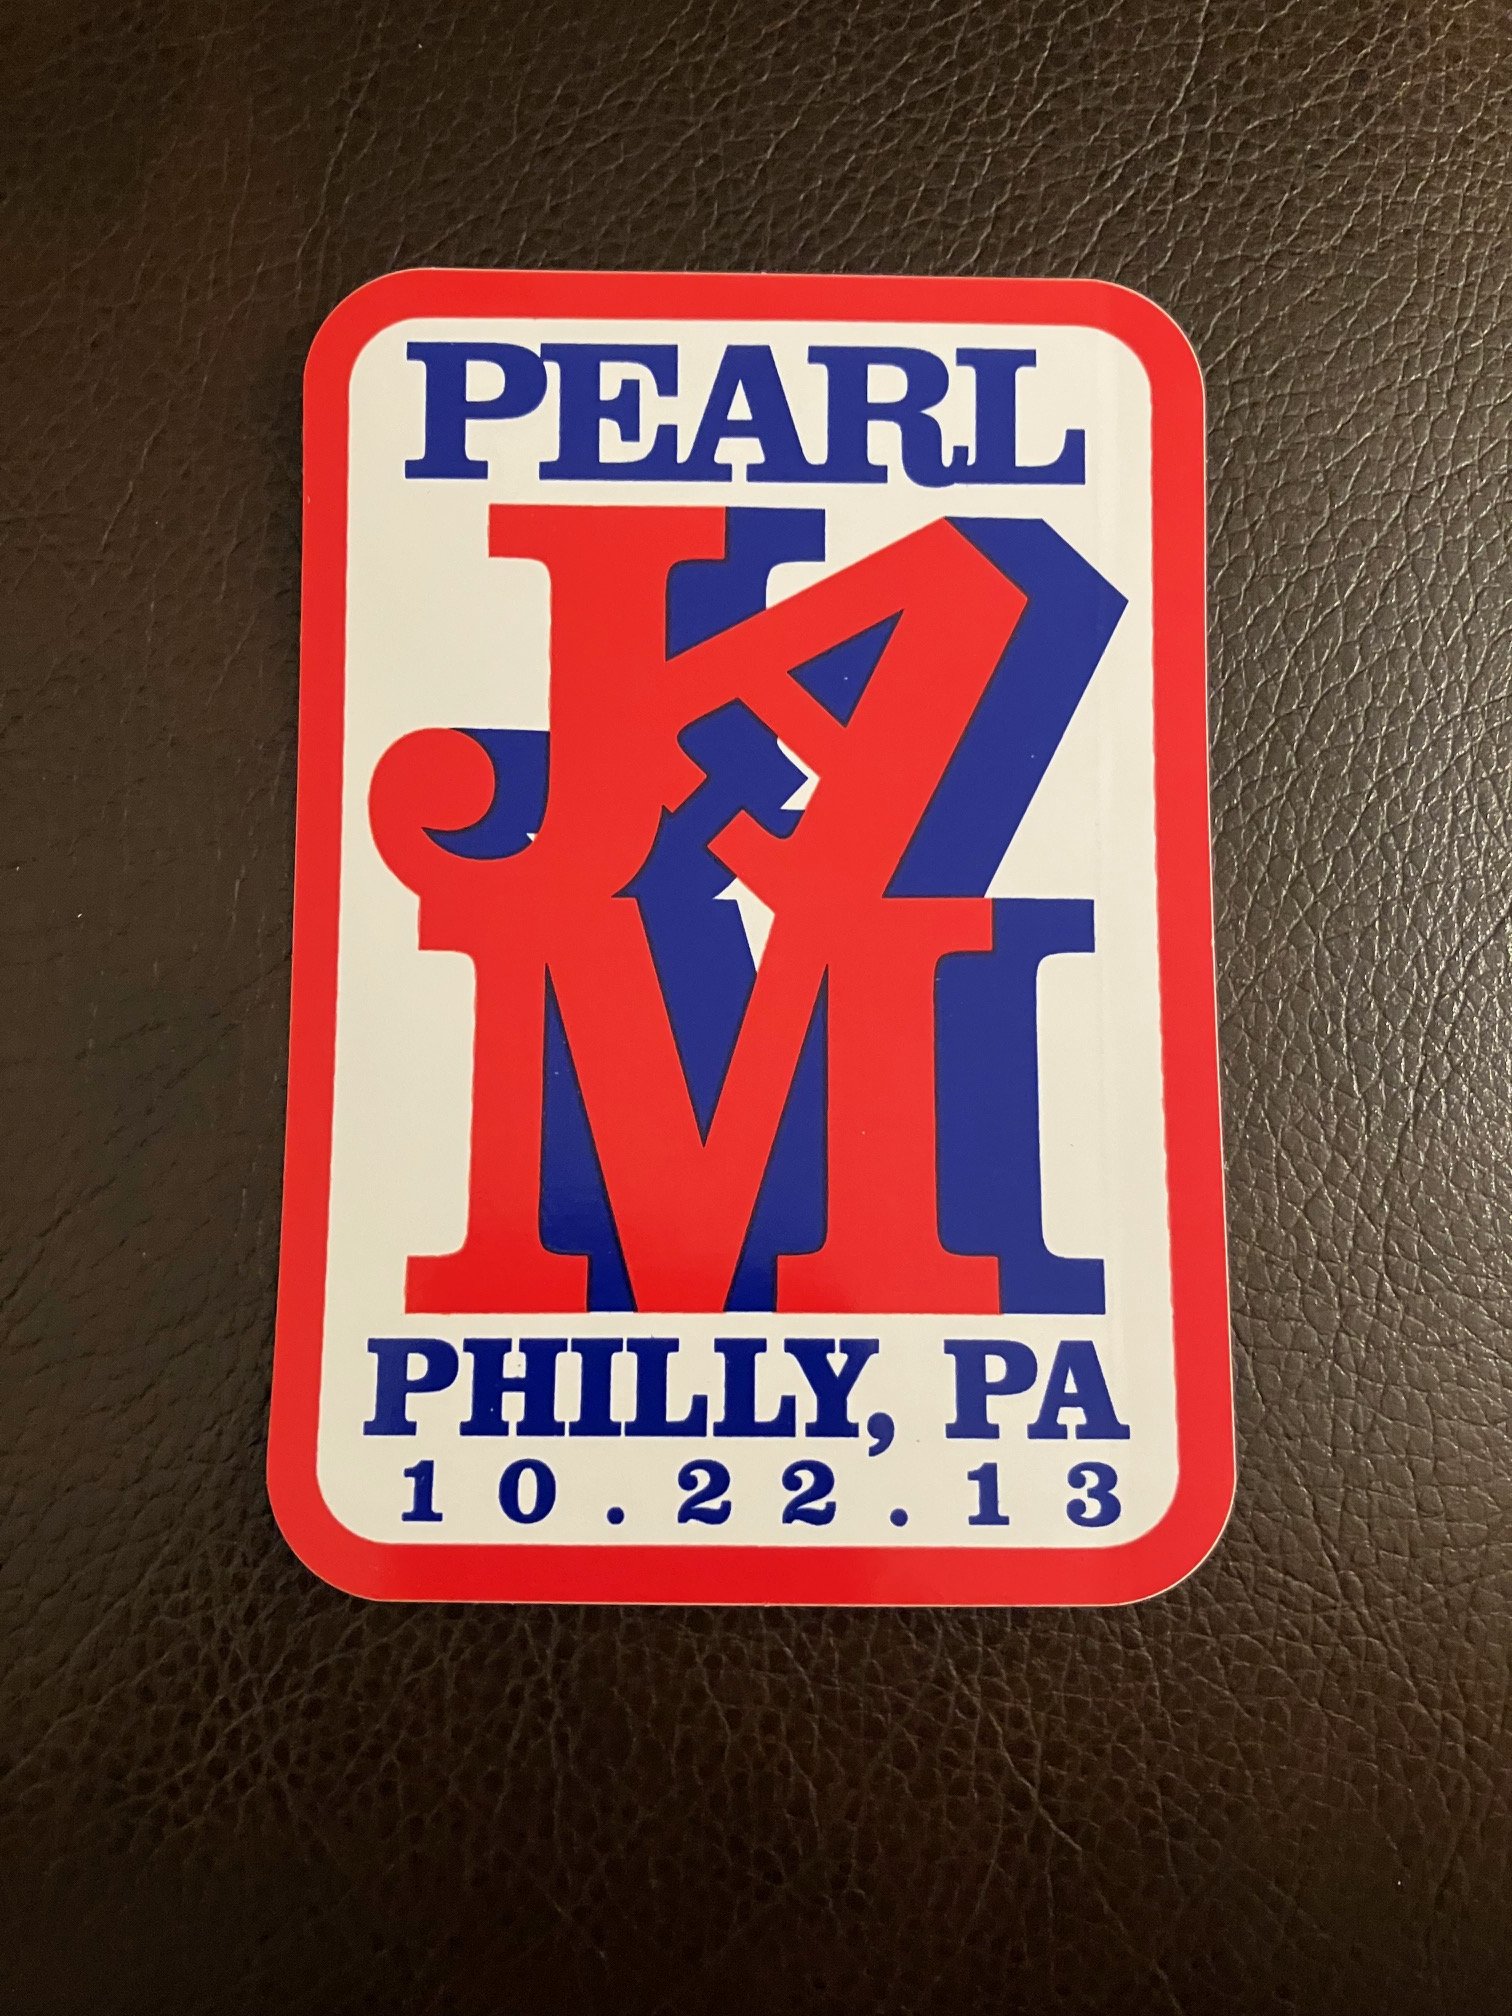 PEARL
JAM
PHILLY, PA
10.22.13